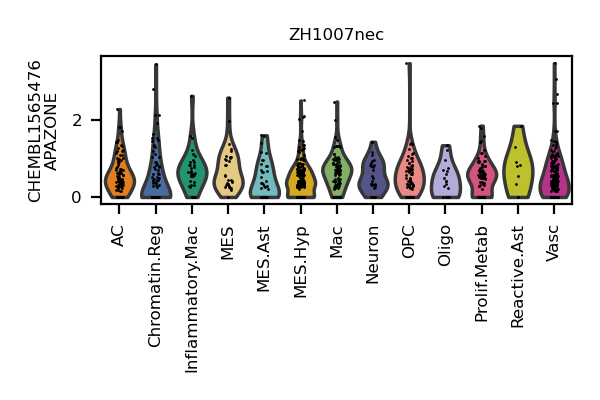 ZH1007nec
CHEMBL1565476
APAZONE
2
0
AC
Chromatin.Reg
Inflammatory.Mac
MES
MES.Ast
MES.Hyp
Mac
Neuron
OPC
Oligo
Prolif.Metab
Reactive.Ast
Vasc